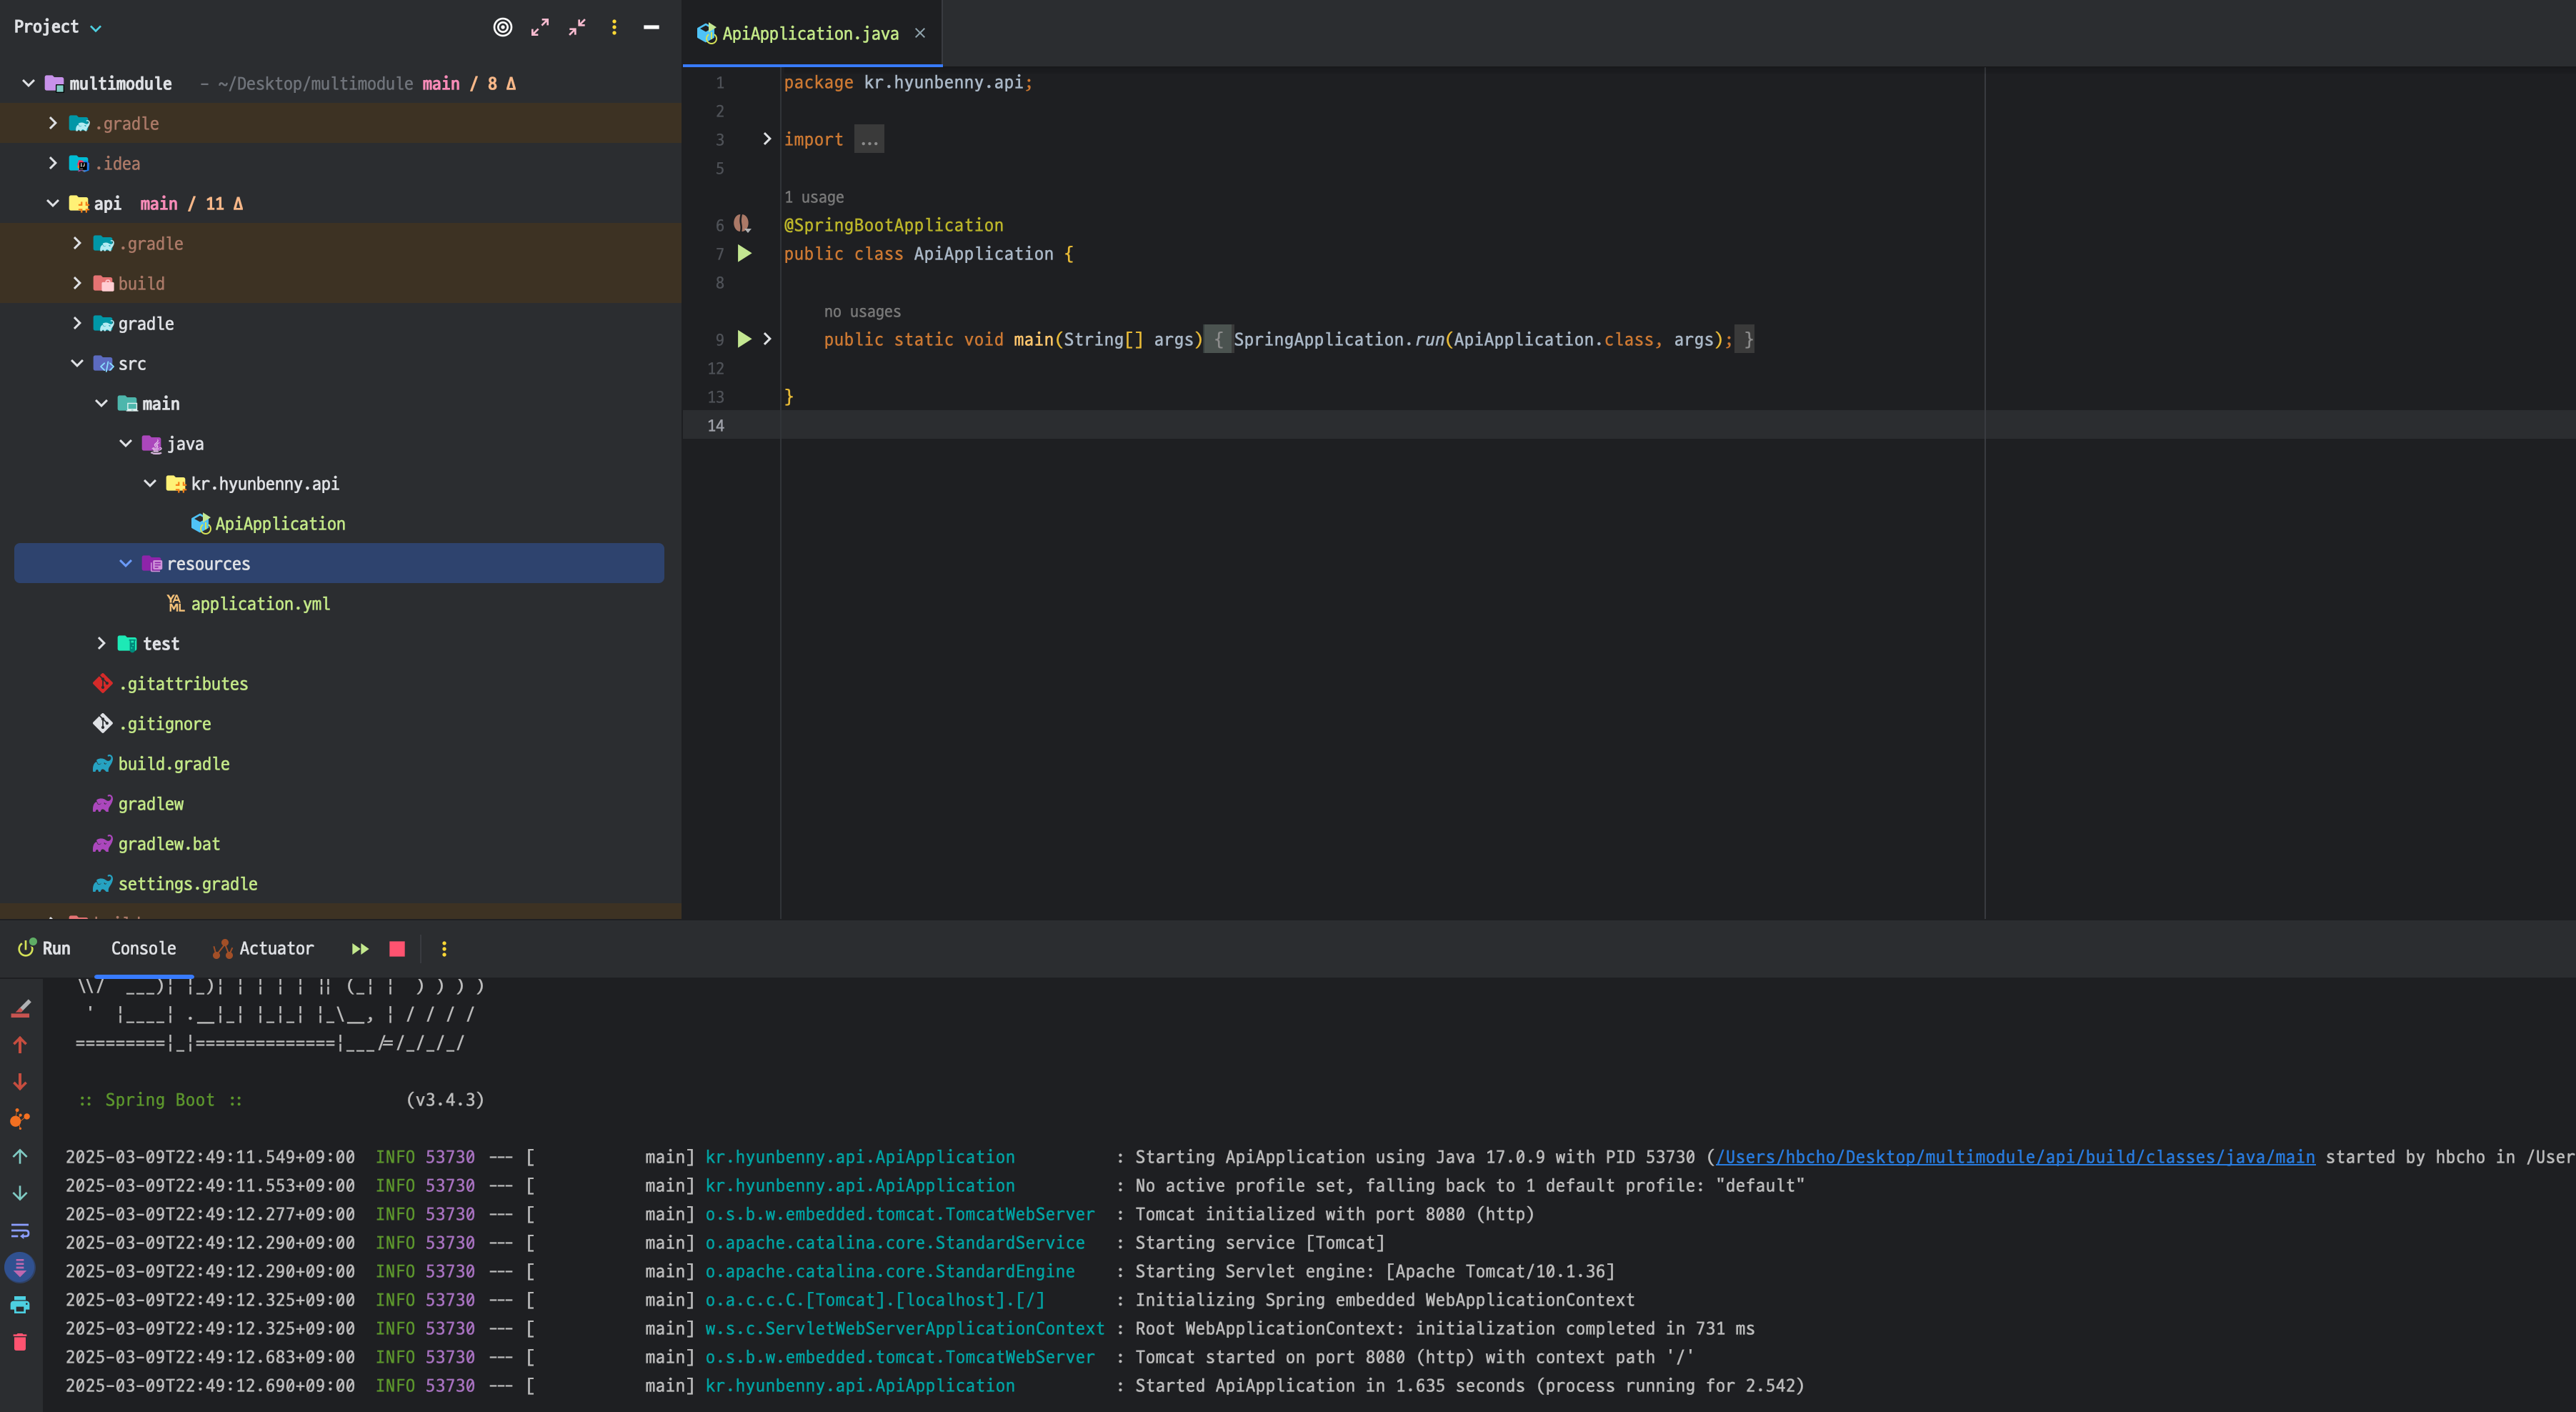 Project
multimodule – ~/Desktop/multimodule main / 8 Δ
.gradle
.idea
api main / 11 Δ
.gradle
build
gradle
src
main
java
kr.hyunbenny.api
ApiApplication
resources
application.yml
test
.gitattributes
.gitignore
build.gradle
gradlew
gradlew.bat
settings.gradle
ApiApplication.java
1 package kr.hyunbenny.api;
2
3 import ...
5
1 usage
6 @SpringBootApplication
7 public class ApiApplication {
8
no usages
9 public static void main(String[] args) { SpringApplication.run(ApiApplication.class, args); }
12
13 }
14
Run Console Actuator
\\/  ___)| |_)| | | | | || (_| |  ) ) ) )
'  |____| .__|_| |_|_| |_\__, | / / / /
=========|_|==============|___/=/_/_/_/
:: Spring Boot :: (v3.4.3)
2025-03-09T22:49:11.549+09:00 INFO 53730 --- [ main] kr.hyunbenny.api.ApiApplication : Starting ApiApplication using Java 17.0.9 with PID 53730 (/Users/hbcho/Desktop/multimodule/api/build/classes/java/main started by hbcho in /User
2025-03-09T22:49:11.553+09:00 INFO 53730 --- [ main] kr.hyunbenny.api.ApiApplication : No active profile set, falling back to 1 default profile: "default"
2025-03-09T22:49:12.277+09:00 INFO 53730 --- [ main] o.s.b.w.embedded.tomcat.TomcatWebServer : Tomcat initialized with port 8080 (http)
2025-03-09T22:49:12.290+09:00 INFO 53730 --- [ main] o.apache.catalina.core.StandardService : Starting service [Tomcat]
2025-03-09T22:49:12.290+09:00 INFO 53730 --- [ main] o.apache.catalina.core.StandardEngine : Starting Servlet engine: [Apache Tomcat/10.1.36]
2025-03-09T22:49:12.325+09:00 INFO 53730 --- [ main] o.a.c.c.C.[Tomcat].[localhost].[/] : Initializing Spring embedded WebApplicationContext
2025-03-09T22:49:12.325+09:00 INFO 53730 --- [ main] w.s.c.ServletWebServerApplicationContext : Root WebApplicationContext: initialization completed in 731 ms
2025-03-09T22:49:12.683+09:00 INFO 53730 --- [ main] o.s.b.w.embedded.tomcat.TomcatWebServer : Tomcat started on port 8080 (http) with context path '/'
2025-03-09T22:49:12.690+09:00 INFO 53730 --- [ main] kr.hyunbenny.api.ApiApplication : Started ApiApplication in 1.635 seconds (process running for 2.542)